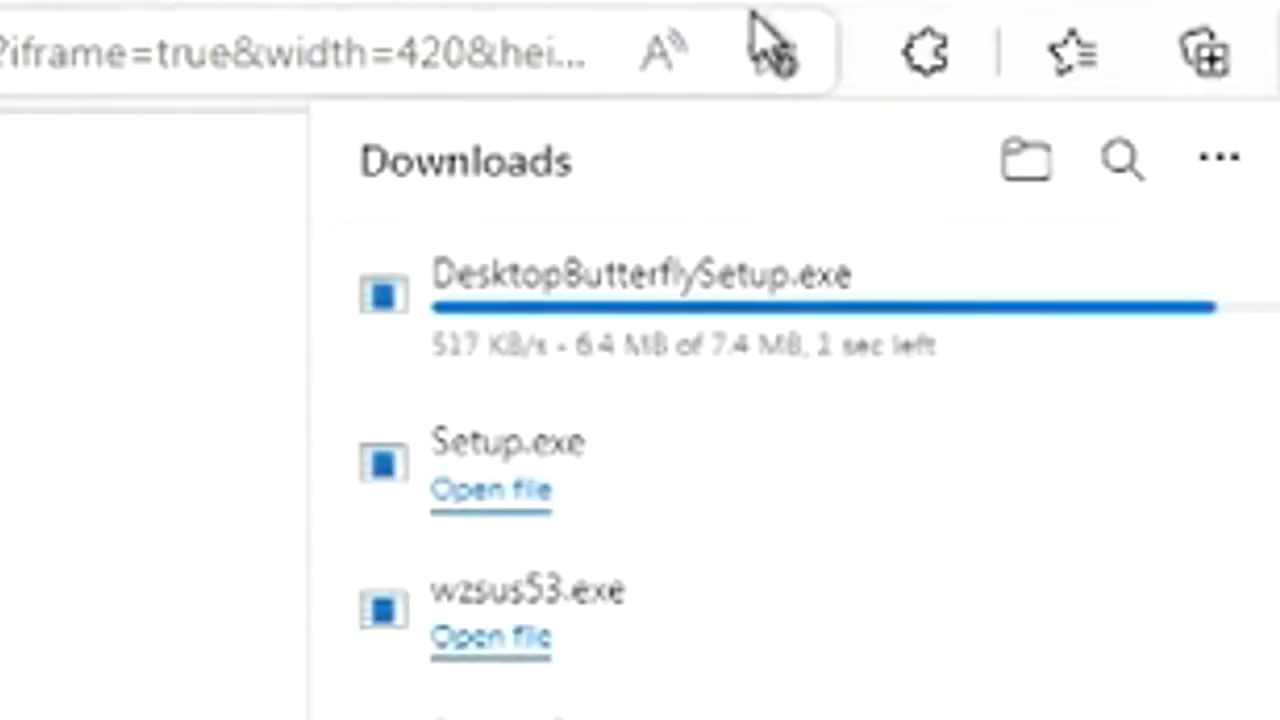 ?iframe=true&width=420&hei...
Downloads
DesktopButterflySetup.exe
517 KB/s - 6.4 MB of 7.4 MB, 2 sec left
Setup.exe
Open file
wzsus53.exe
Open file